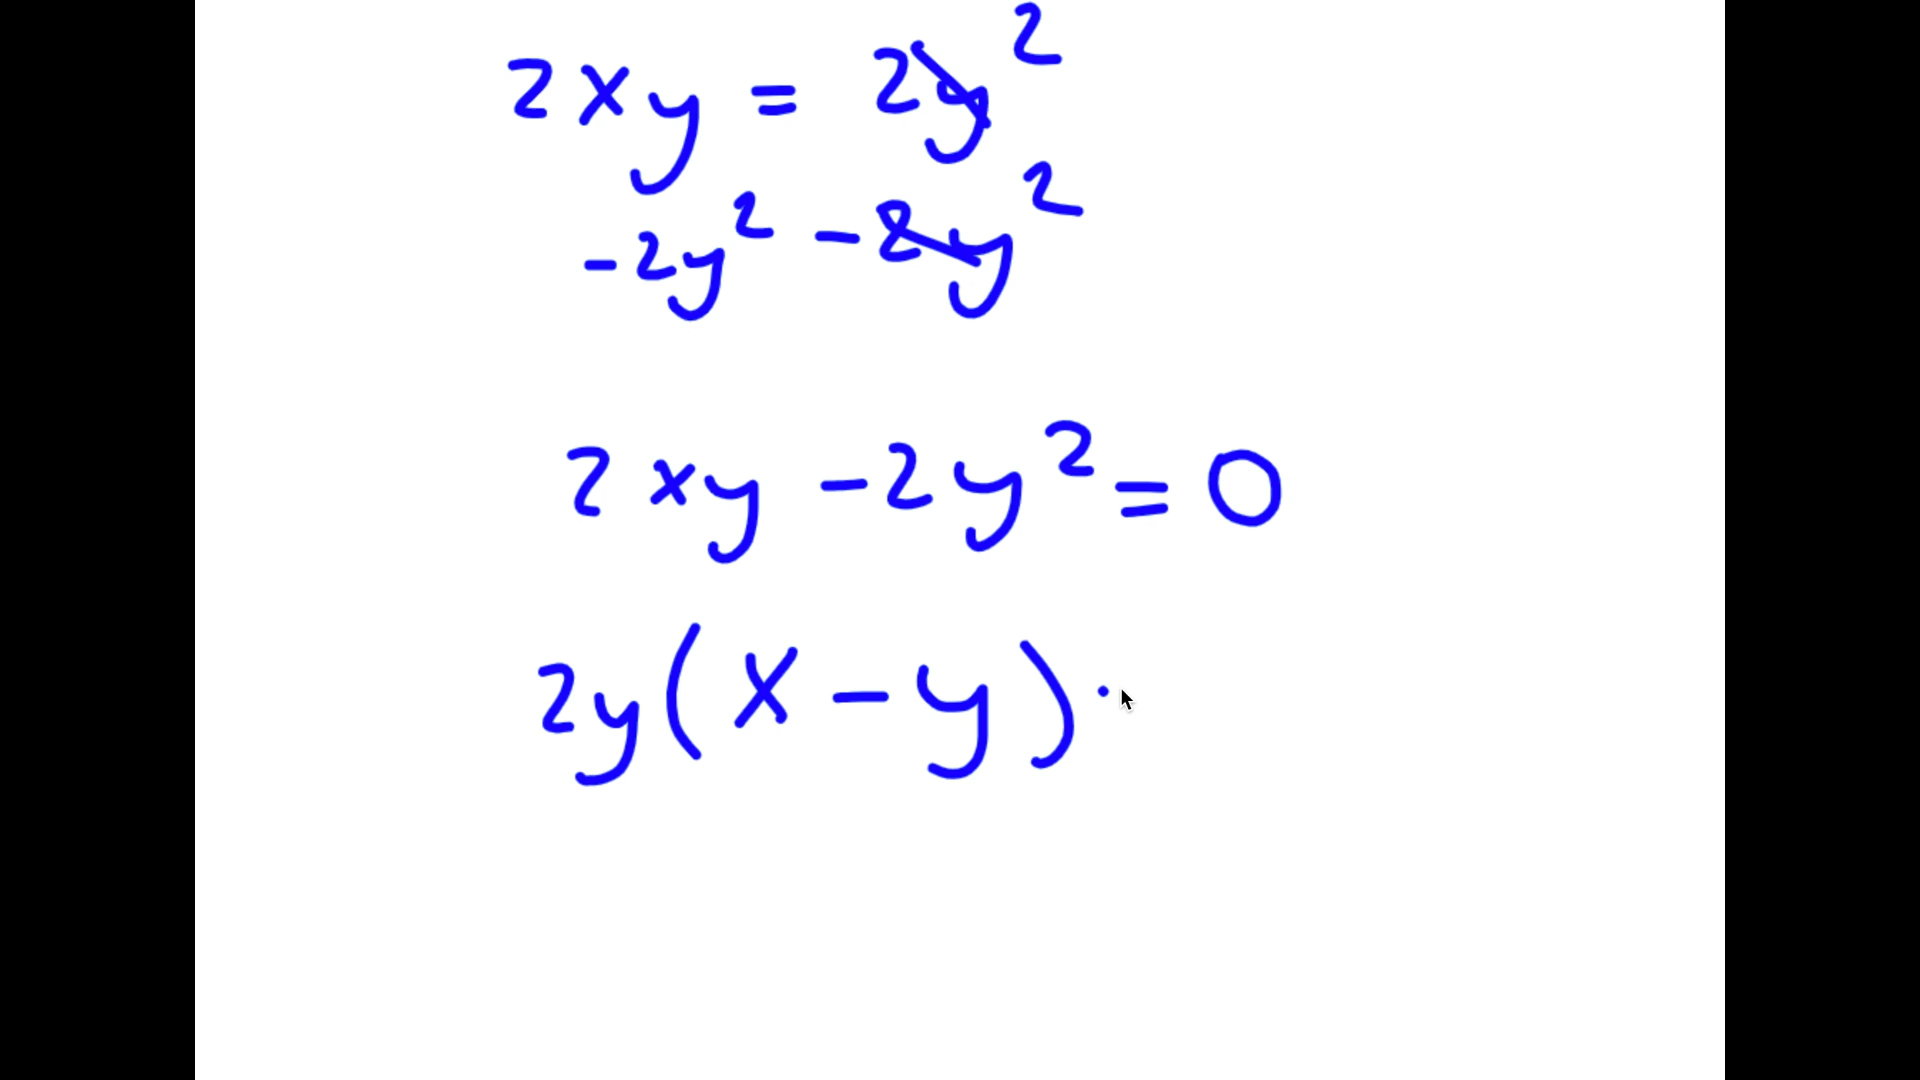 2xy = 2y²
-2y² -2y²
2xy -2y² = 0
2y(x - y)